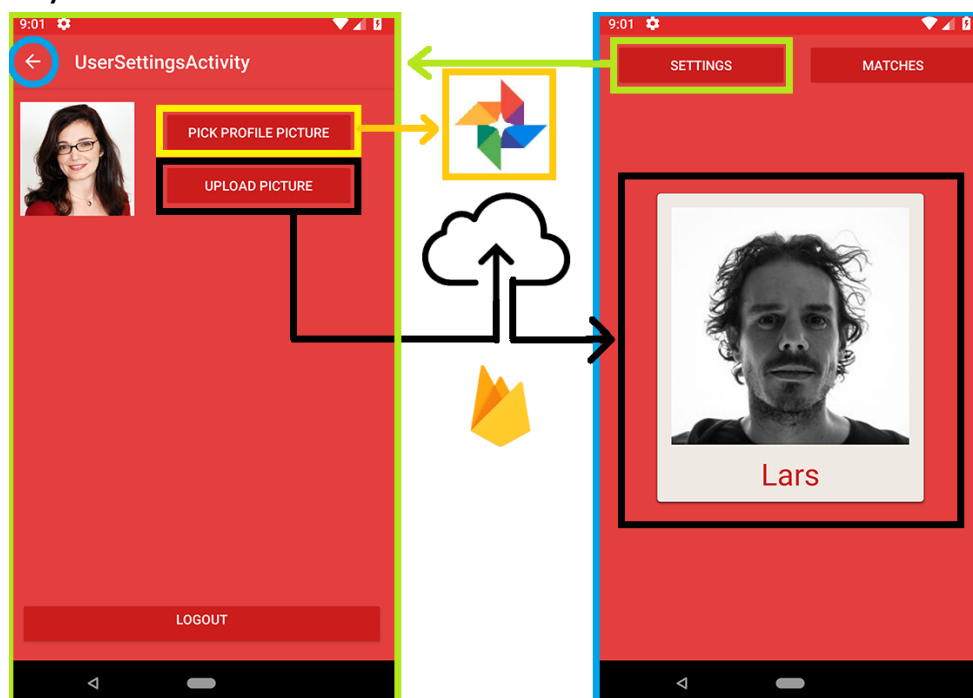 9:01
UserSettingsActivity
PICK PROFILE PICTURE
UPLOAD PICTURE
LOGOUT
9:01
SETTINGS
MATCHES
Lars